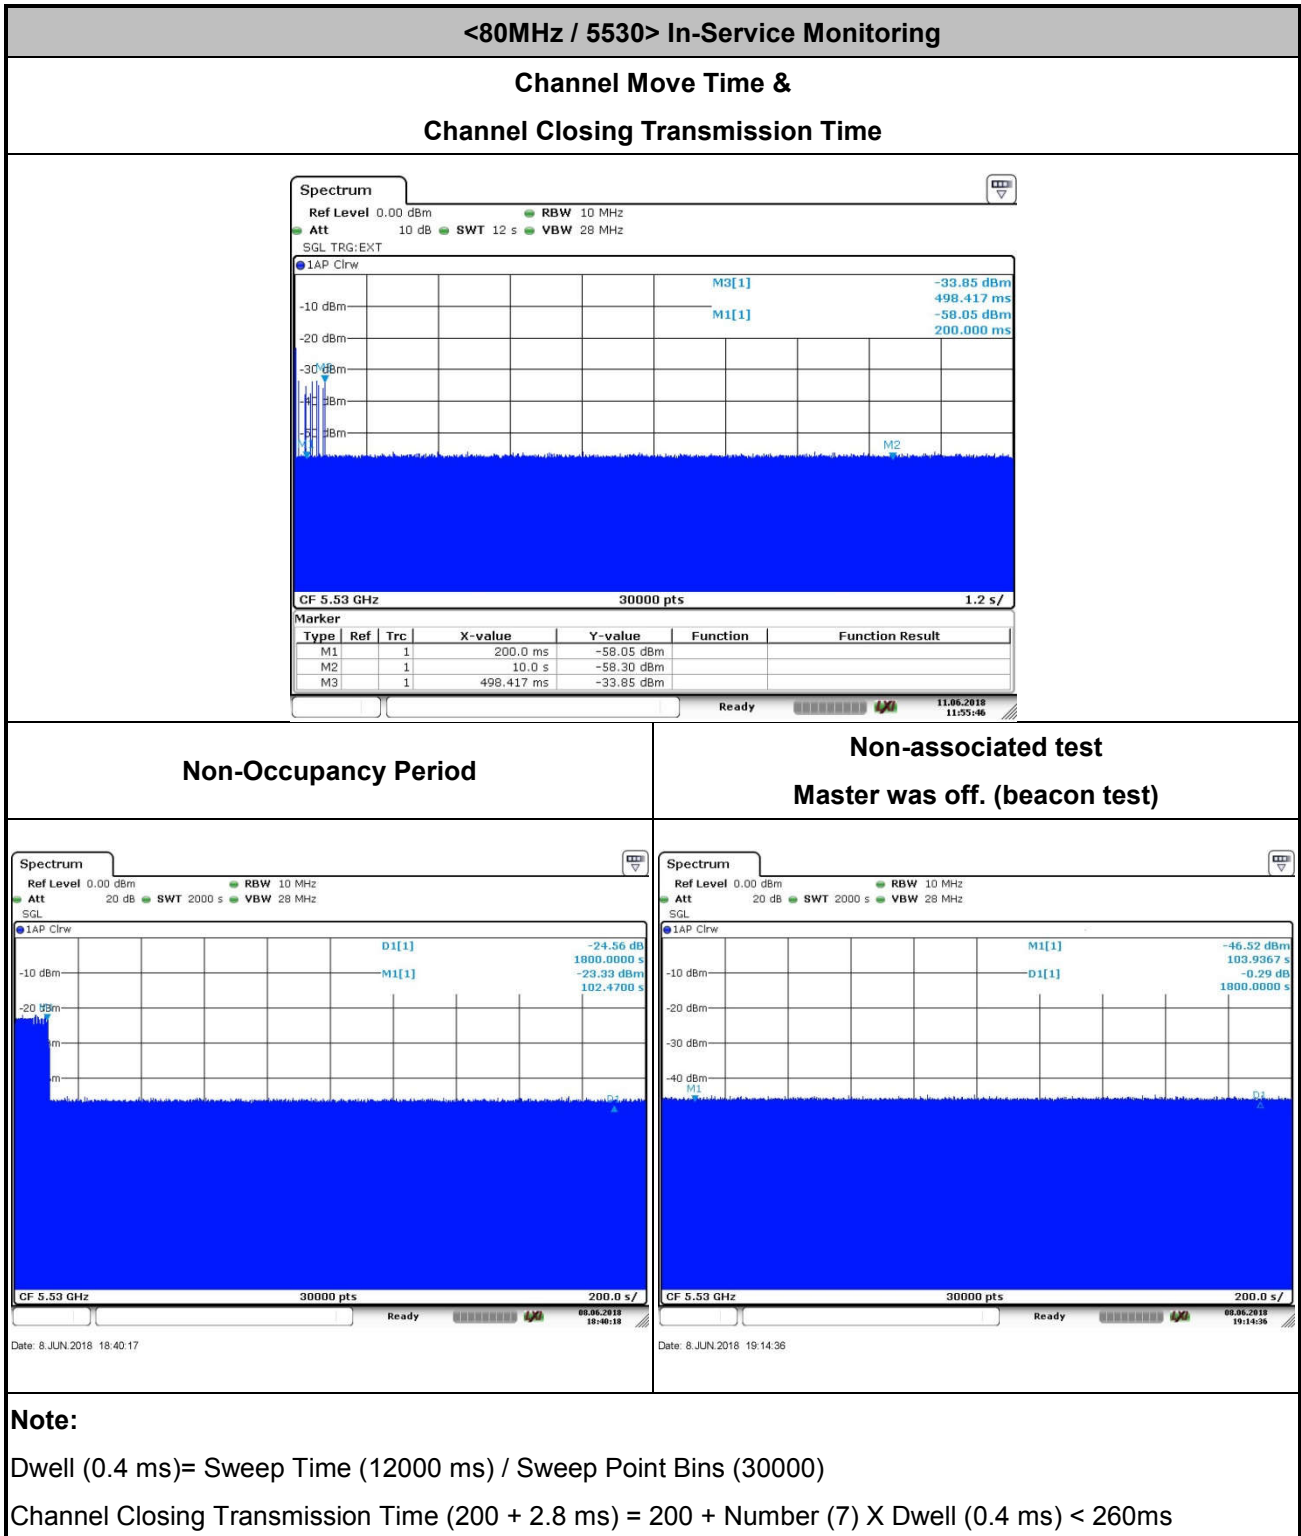 <80MHz / 5530> In-Service Monitoring
Channel Move Time &
Channel Closing Transmission Time
Spectrum
Ref Level 0.00 dBm RBW 10 MHz
Att 10 dB SWT 12 s VBW 28 MHz
SGL TRG:EXT
1AP Clrw
M3[1] -33.85 dBm
498.417 ms
-10 dBm
M1[1] -58.05 dBm
200.000 ms
-20 dBm
-30 dBm
M1
M2
CF 5.53 GHz 30000 pts 1.2 s/
Marker
Type Ref Trc X-value Y-value Function Function Result
M1 1 200.0 ms -58.05 dBm
M2 1 10.0 s -58.30 dBm
M3 1 498.417 ms -33.85 dBm
Ready LXI 11.06.2018
11:55:46
Non-Occupancy Period
Non-associated test
Master was off. (beacon test)
Spectrum
Ref Level 0.00 dBm RBW 10 MHz
Att 20 dB SWT 2000 s VBW 28 MHz
SGL
1AP Clrw
D1[1] -24.56 dB
1800.0000 s
-10 dBm
M1[1] -23.33 dBm
102.4700 s
-20 dBm
D1
CF 5.53 GHz 30000 pts 200.0 s/
Ready LXI 08.06.2018
18:40:18
Date: 8.JUN.2018 18:40:17
Spectrum
Ref Level 0.00 dBm RBW 10 MHz
Att 20 dB SWT 2000 s VBW 28 MHz
SGL
1AP Clrw
M1[1] -46.52 dBm
103.9367 s
-10 dBm
D1[1] -0.29 dB
1800.0000 s
-20 dBm
-30 dBm
-40 dBm
M1
D1
CF 5.53 GHz 30000 pts 200.0 s/
Ready LXI 08.06.2018
19:14:36
Date: 8.JUN.2018 19:14:36
Note:
Dwell (0.4 ms)= Sweep Time (12000 ms) / Sweep Point Bins (30000)
Channel Closing Transmission Time (200 + 2.8 ms) = 200 + Number (7) X Dwell (0.4 ms) < 260ms